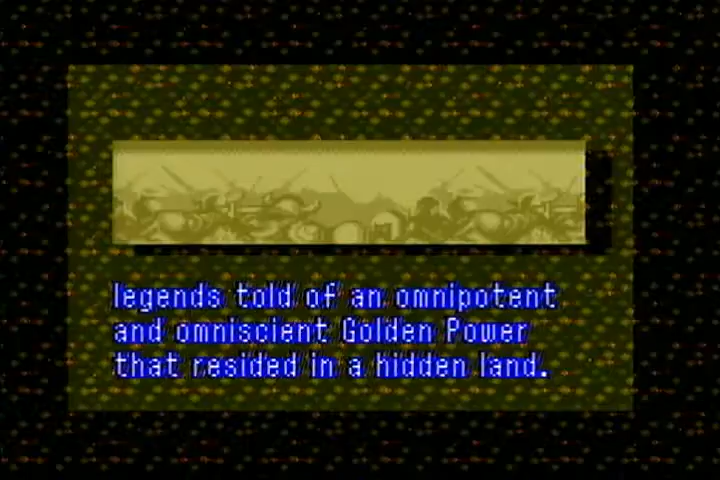 legends told of an omnipotent
and omniscient Golden Power
that resided in a hidden land.